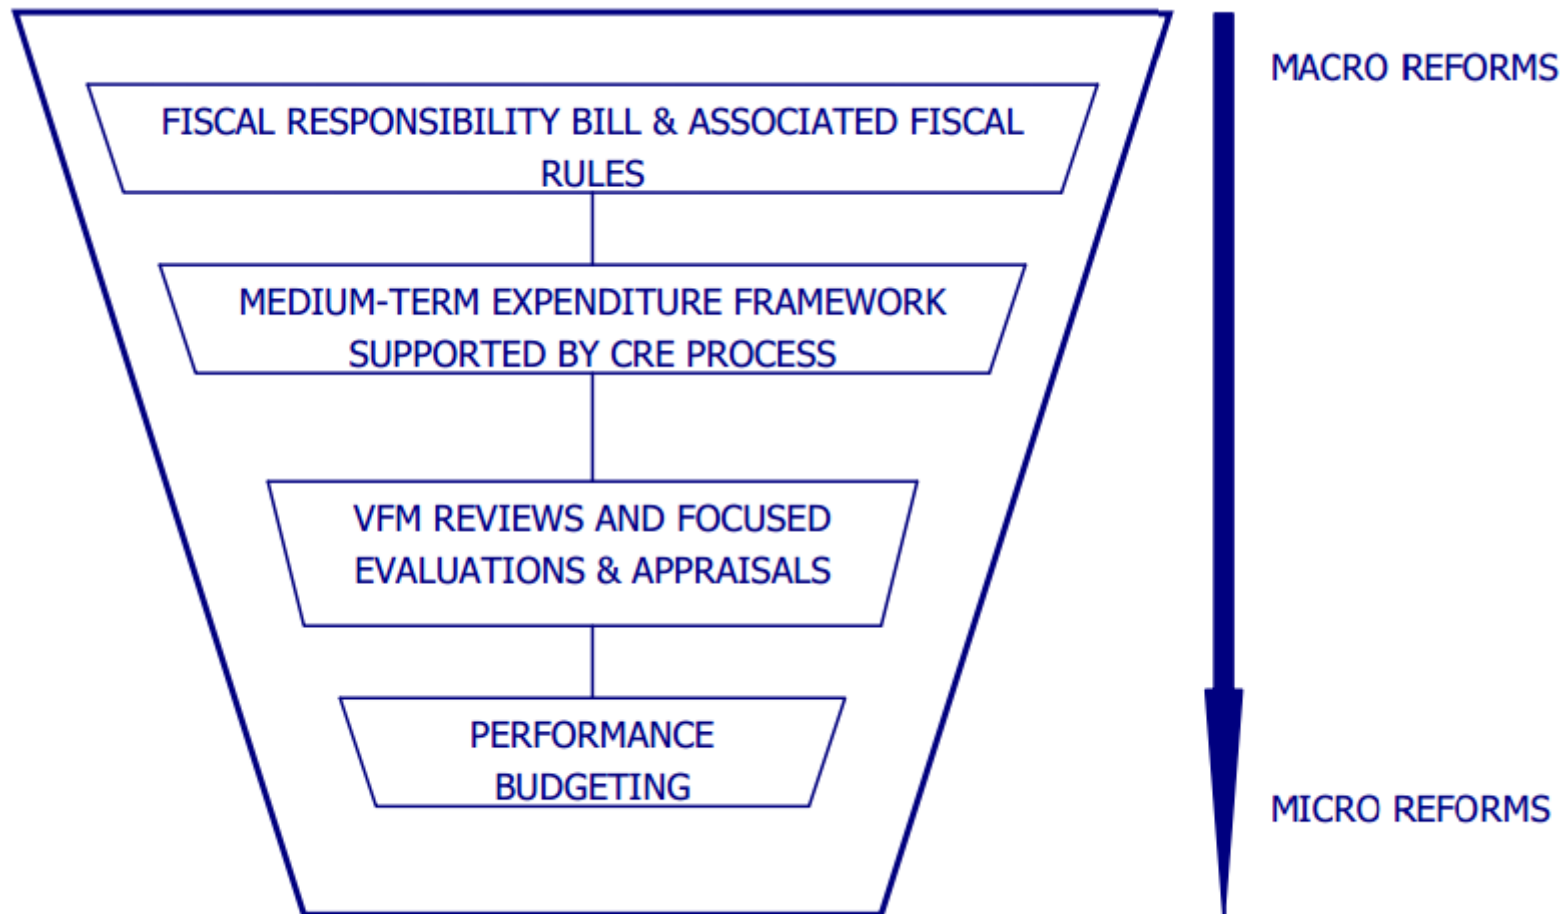 MACRO REFORMS
FISCAL RESPONSIBILITY BILL & ASSOCIATED FISCAL
RULES
MEDIUM-TERM EXPENDITURE FRAMEWORK
SUPPORTED BY CRE PROCESS
VFM REVIEWS AND FOCUSED
EVALUATIONS & APPRAISALS
PERFORMANCE
BUDGETING
MICRO REFORMS